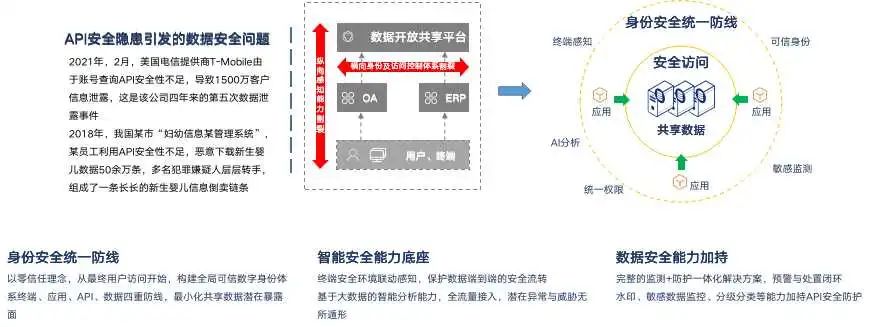 API安全隐患引发的数据安全问题
2021年，2月，美国电信提供商T-Mobile由
于账号查询API安全性不足，导致1500万客户
信息泄露，这是该公司四年来的第五次数据泄
露事件
2018年，我国某市“妇幼信息某管理系统”，
某员工利用API安全性不足，恶意下载新生婴
儿数据50余万条，多名犯罪嫌疑人层层转手，
组成了一条长长的新生婴儿信息倒卖链条
纵向感知能力割裂
数据开放共享平台
横向身份及访问控制体系割裂
OA
ERP
用户、终端
身份安全统一防线
终端感知
可信身份
安全访问
应用
应用
共享数据
AI分析
敏感监测
应用
统一权限
身份安全统一防线
以零信任理念，从最终用户访问开始，构建全局可信数字身份体
系终端、应用、API、数据四重防线，最小化共享数据潜在暴露
面
智能安全能力底座
终端安全环境联动感知，保护数据端到端的安全流转
基于大数据的智能分析能力，全流量接入，潜在异常与威胁无
所遁形
数据安全能力加持
完整的监测+防护一体化解决方案，预警与处置闭环
水印、敏感数据监控、分级分类等能力加持API安全防护